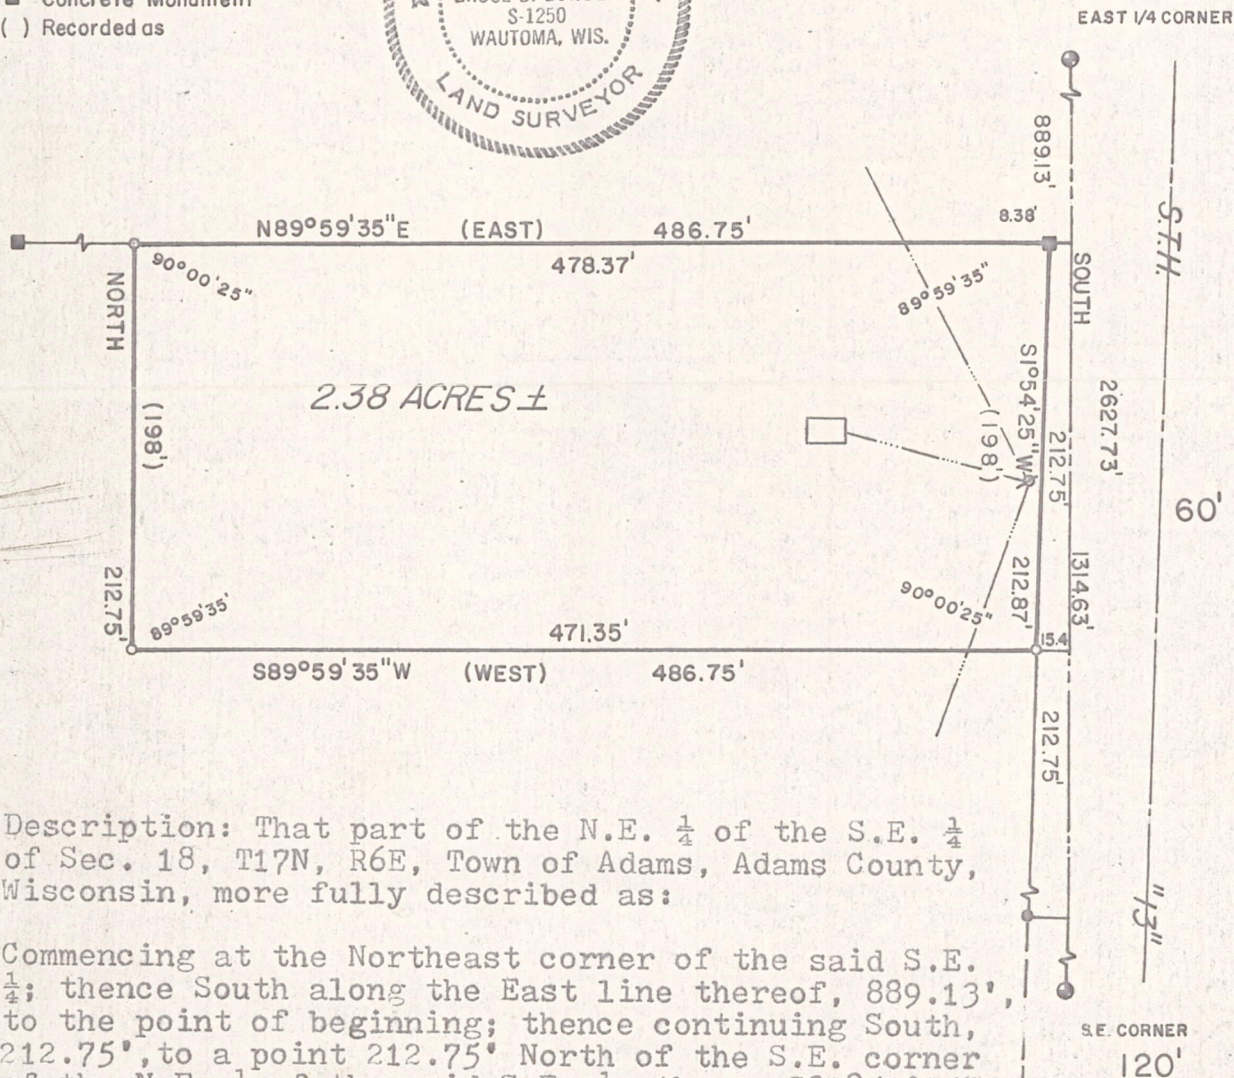 Concrete Monument
( ) Recorded as
S-1250
WAUTOMA, WIS.
LAND SURVEYOR
EAST 1/4 CORNER
889.13'
8.38'
N89°59'35"E (EAST) 486.75'
478.37'
90°00'25"
89°59'35"
NORTH
SOUTH
S.T.H.
S1°54'25"W
2.38 ACRES ±
(198')
(198')
212.75'
2627.73'
60'
212.75'
89°59'35'
90°00'25"
212.87'
1314.63'
15.4
471.35'
S89°59'35"W (WEST) 486.75'
212.75'
"13"
Description: That part of the N.E. ¼ of the S.E. ¼
of Sec. 18, T17N, R6E, Town of Adams, Adams County,
Wisconsin, more fully described as:
Commencing at the Northeast corner of the said S.E.
¼; thence South along the East line thereof, 889.13',
to the point of beginning; thence continuing South,
212.75', to a point 212.75' North of the S.E. corner
S.E. CORNER
120'